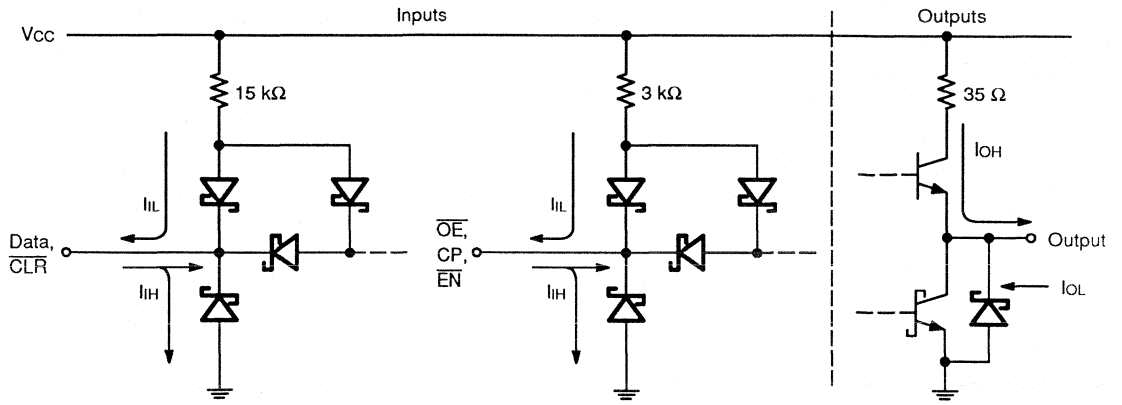 Inputs
Outputs
VCC
15 kΩ
3 kΩ
35 Ω
IOH
IIL
IIL
Data,
CLR
OE,
CP,
EN
Output
IIH
IIH
IOL